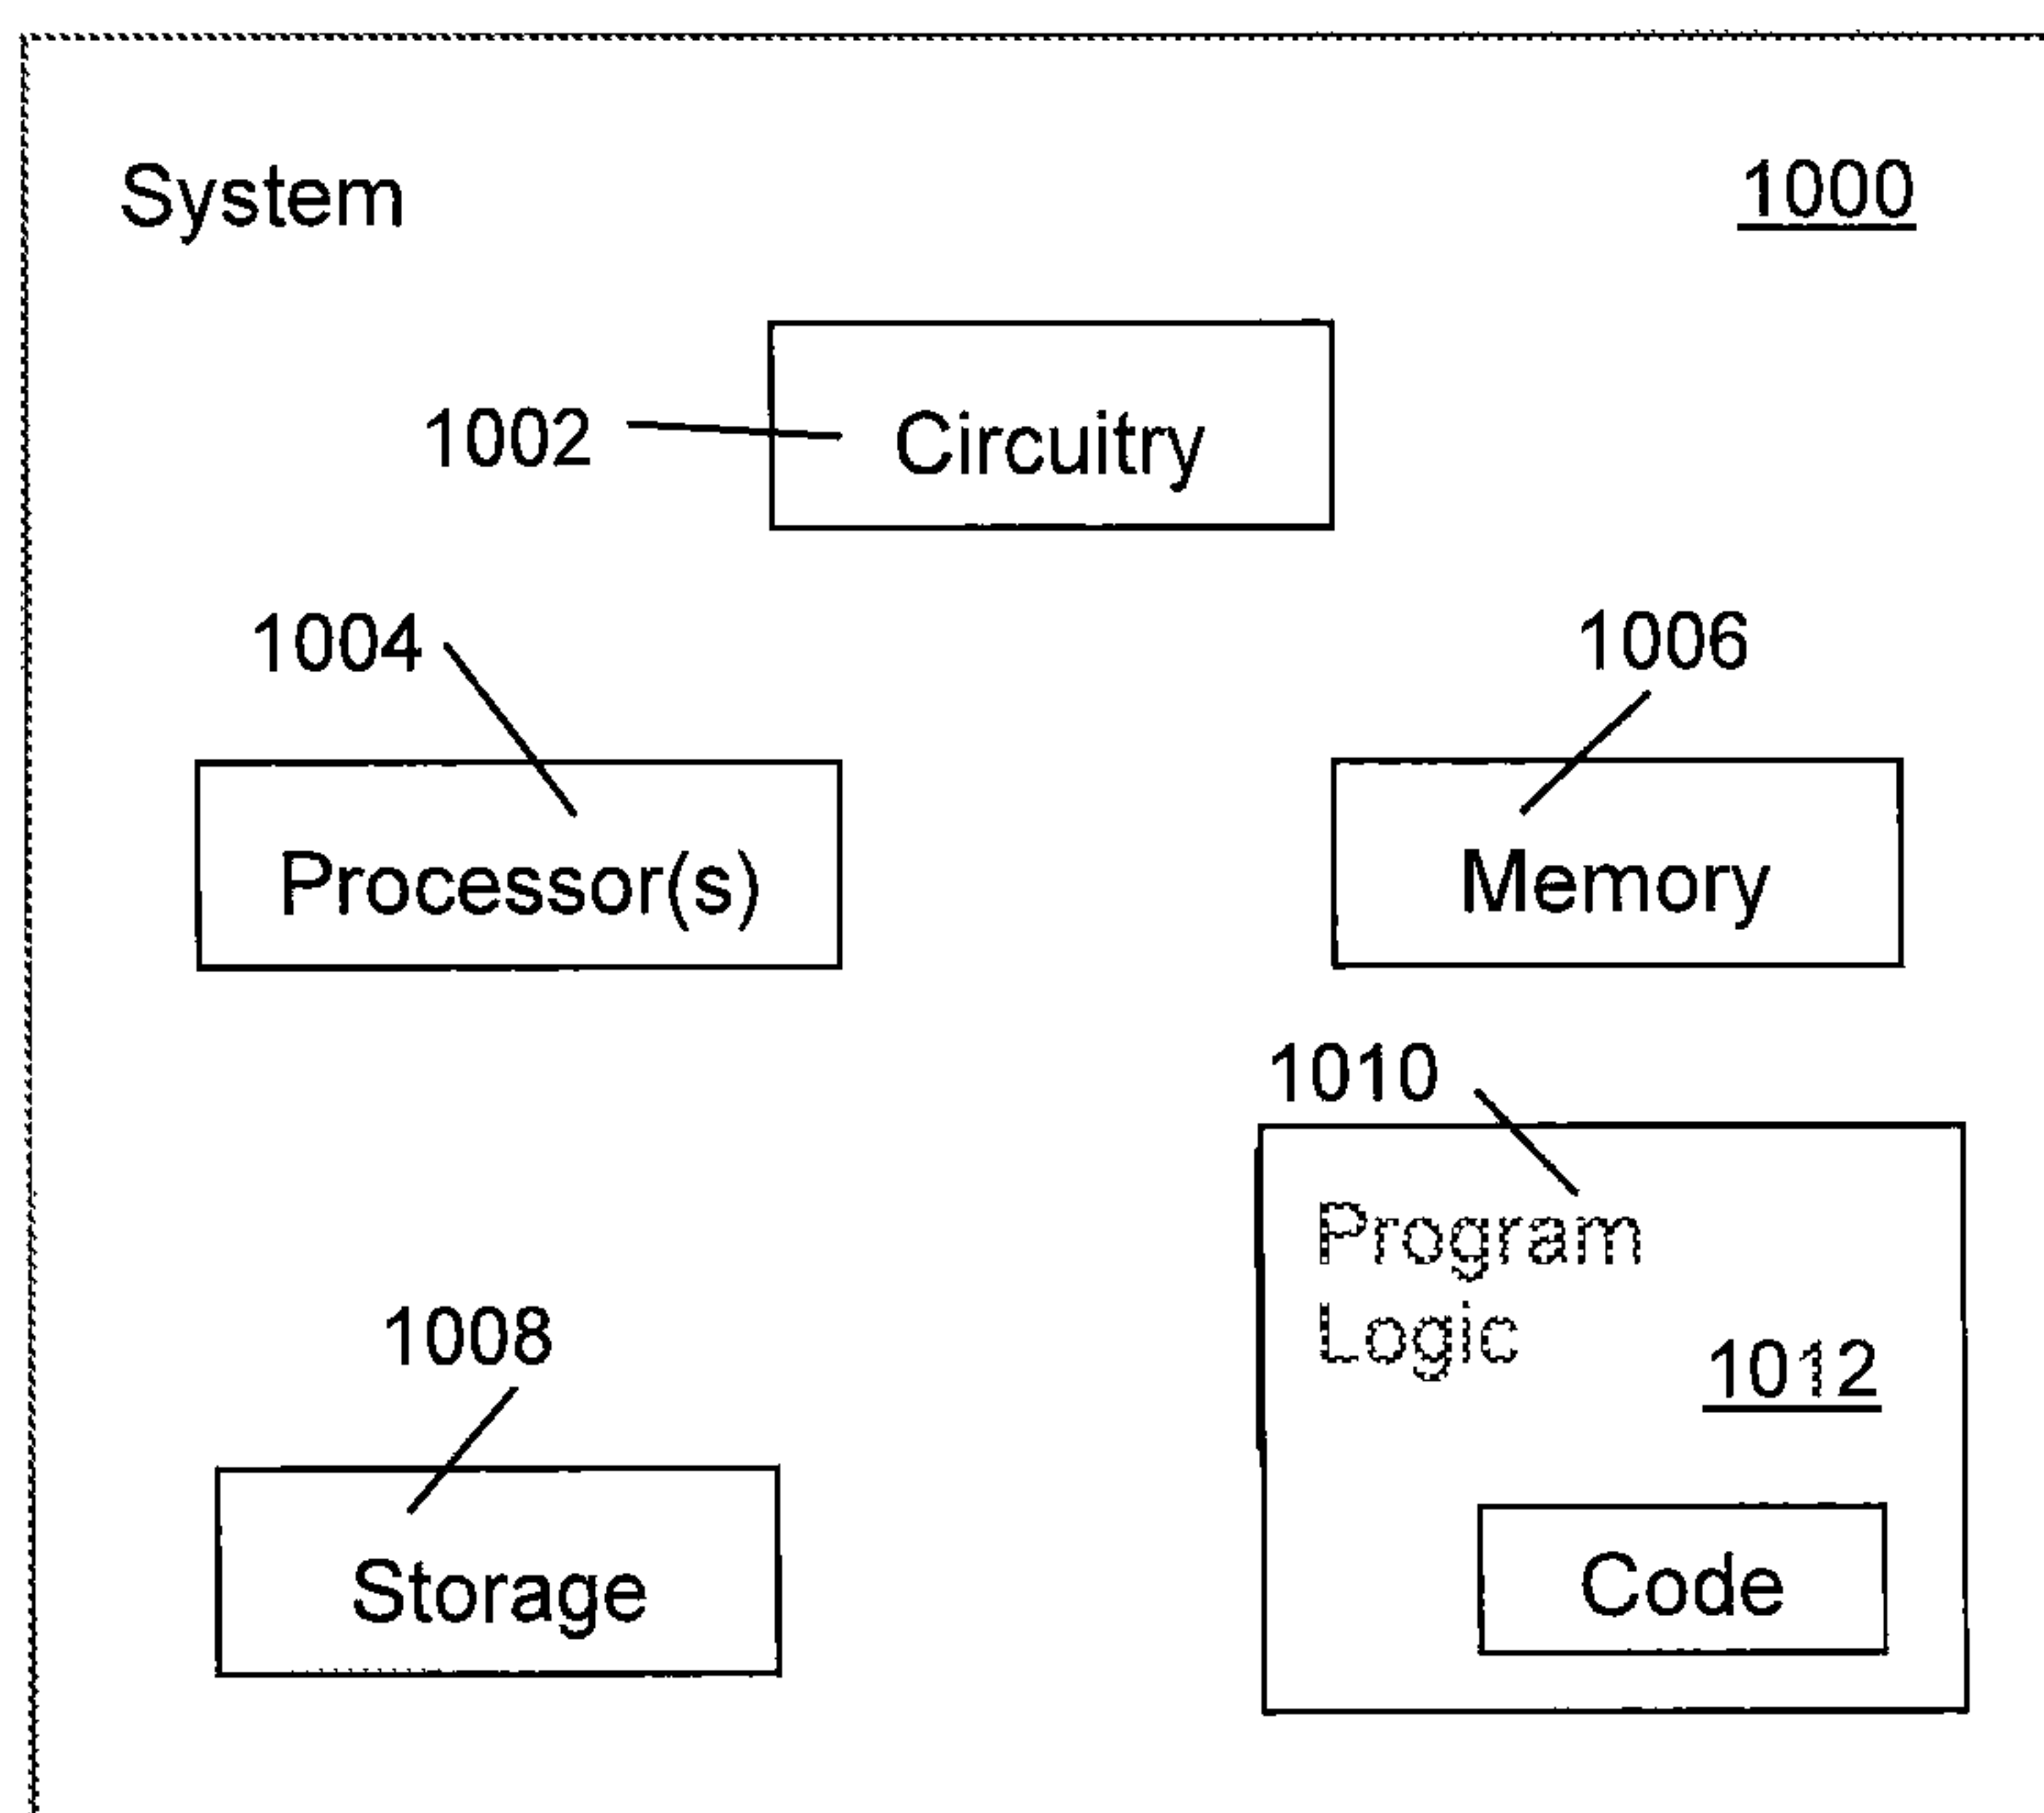 System
1000
1002
Circuitry
1004
1006
Processor(s)
Memory
1010
Program
Logic
1012
1008
Storage
Code